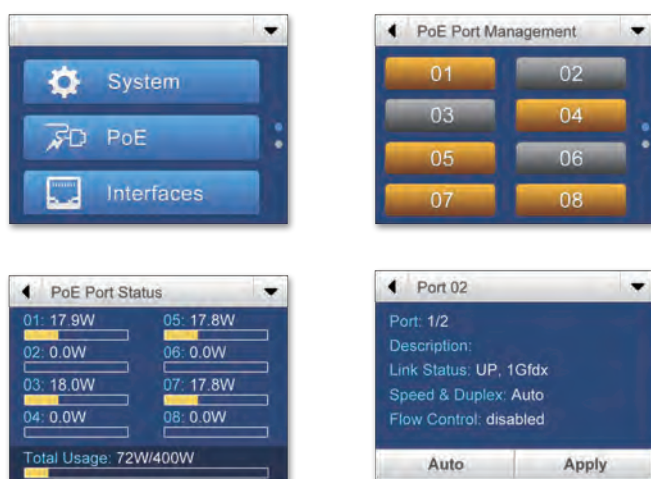 System
PoE
Interfaces
PoE Port Management
01 02
03 04
05 06
07 08
PoE Port Status
01: 17.9W 05: 17.8W
02: 0.0W 06: 0.0W
03: 18.0W 07: 17.8W
04: 0.0W 08: 0.0W
Total Usage: 72W/400W
Port 02
Port: 1/2
Description:
Link Status: UP, 1Gfdx
Speed & Duplex: Auto
Flow Control: disabled
Auto Apply